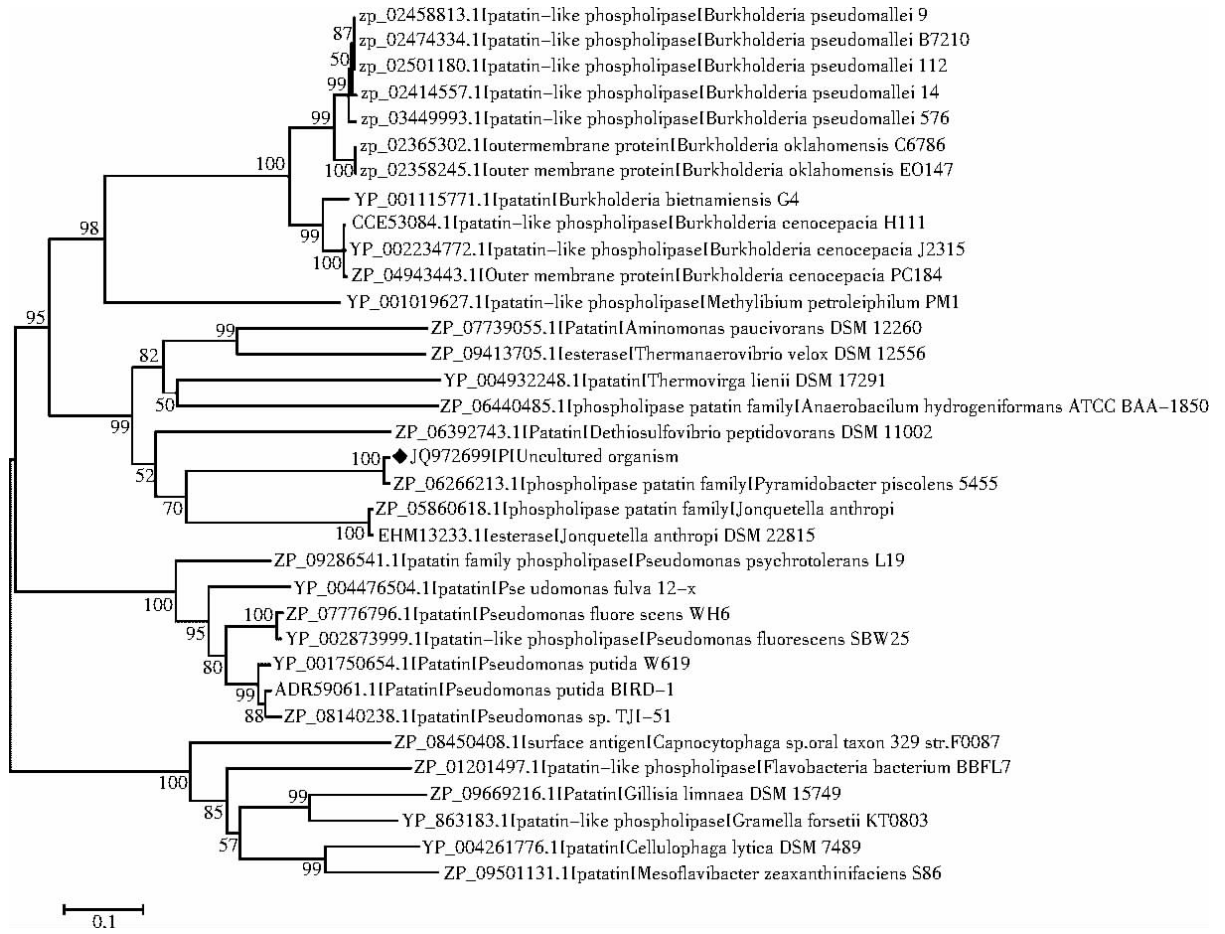 zp_02458813.1[patatin-like phospholipase[Burkholderia pseudomallei 9
87
zp_02474334.1[patatin-like phospholipase[Burkholderia pseudomallei B7210
50
zp_02501180.1[patatin-like phospholipase[Burkholderia pseudomallei 112
99
zp_02414557.1[patatin-like phospholipase[Burkholderia pseudomallei 14
99
zp_03449993.1[patatin-like phospholipase[Burkholderia pseudomallei 576
zp_02365302.1[outermembrane protein[Burkholderia oklahomensis C6786
100
100
zp_02358245.1[outer membrane protein[Burkholderia oklahomensis EO147
YP_001115771.1[patatin[Burkholderia bietnamiensis G4
CCE53084.1[patatin-like phospholipase[Burkholderia cenocepacia H111
98
99
YP_002234772.1[patatin-like phospholipase[Burkholderia cenocepacia J2315
100
ZP_04943443.1[Outer membrane protein[Burkholderia cenocepacia PC184
YP_001019627.1[patatin-like phospholipase[Methylibium petroleiphilum PM1
95
ZP_07739055.1[Patatin[Aminomonas paucivorans DSM 12260
99
82
ZP_09413705.1[esterase[Thermanaerovibrio velox DSM 12556
YP_004932248.1[patatin[Thermovirga lienii DSM 17291
50
ZP_06440485.1[phospholipase patatin family[Anaerobacilum hydrogeniformans ATCC BAA-1850
99
ZP_06392743.1[Patatin[Dethiosulfovibrio peptidovorans DSM 11002
100
JQ972699[P[Uncultured organism
52
ZP_06266213.1[phospholipase patatin family[Pyramidobacter piscolens 5455
70
ZP_05860618.1[phospholipase patatin family[Jonquetella anthropi
100
EHM13233.1[esterase[Jonquetella anthropi DSM 22815
ZP_09286541.1[patatin family phospholipase[Pseudomonas psychrotolerans L19
YP_004476504.1[patatin[Pse udomonas fulva 12-x
100
100
ZP_07776796.1[patatin[Pseudomonas fluore scens WH6
95
YP_002873999.1[patatin-like phospholipase[Pseudomonas fluorescens SBW25
80
YP_001750654.1[Patatin[Pseudomonas putida W619
99
ADR59061.1[Patatin[Pseudomonas putida BIRD-1
88
ZP_08140238.1[patatin[Pseudomonas sp. TJI-51
ZP_08450408.1[surface antigen[Capnocytophaga sp.oral taxon 329 str.F0087
100
ZP_01201497.1[patatin-like phospholipase[Flavobacteria bacterium BBFL7
99
ZP_09669216.1[Patatin[Gillisia limnaea DSM 15749
85
YP_863183.1[patatin-like phospholipase[Gramella forsetii KT0803
57
YP_004261776.1[patatin[Cellulophaga lytica DSM 7489
99
ZP_09501131.1[patatin[Mesoflavibacter zeaxanthinifaciens S86
0.1